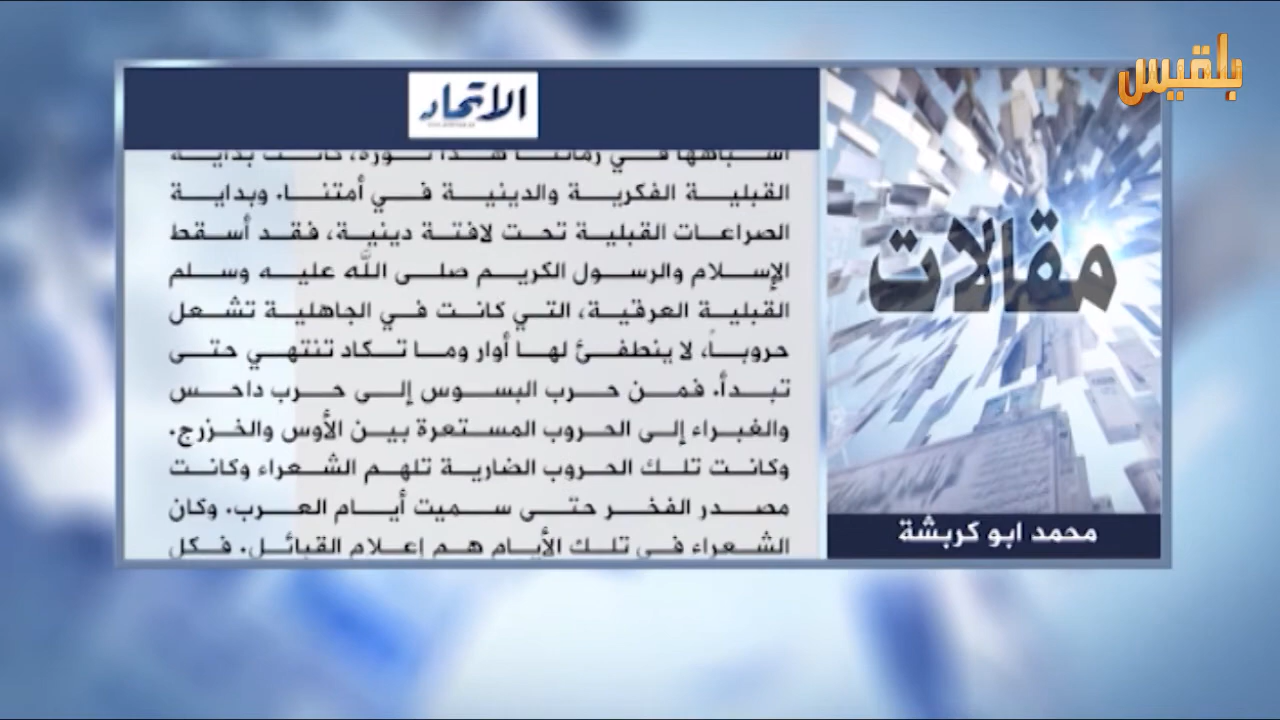 بلقيس
الاتحاد
القبلية الفكرية والدينية في أمتنا. وبداية
الصراعات القبلية تحت لافتة دينية، فقد أسقط
الإسلام والرسول الكريم صلى الله عليه وسلم
القبلية العرقية، التي كانت في الجاهلية تشعل
حروباً، لا ينطفئ لها أوار وما تكاد تنتهي حتى
تبدأ. فمن حرب البسوس إلى حرب داحس
والغبراء إلى الحروب المستعرة بين الأوس والخزرج.
وكانت تلك الحروب الضارية تلهم الشعراء وكانت
مصدر الفخر حتى سميت أيام العرب. وكان
الشعراء في تلك الأيام هم إعلام القبائل. فكل
مقالات
محمد ابو كريشة